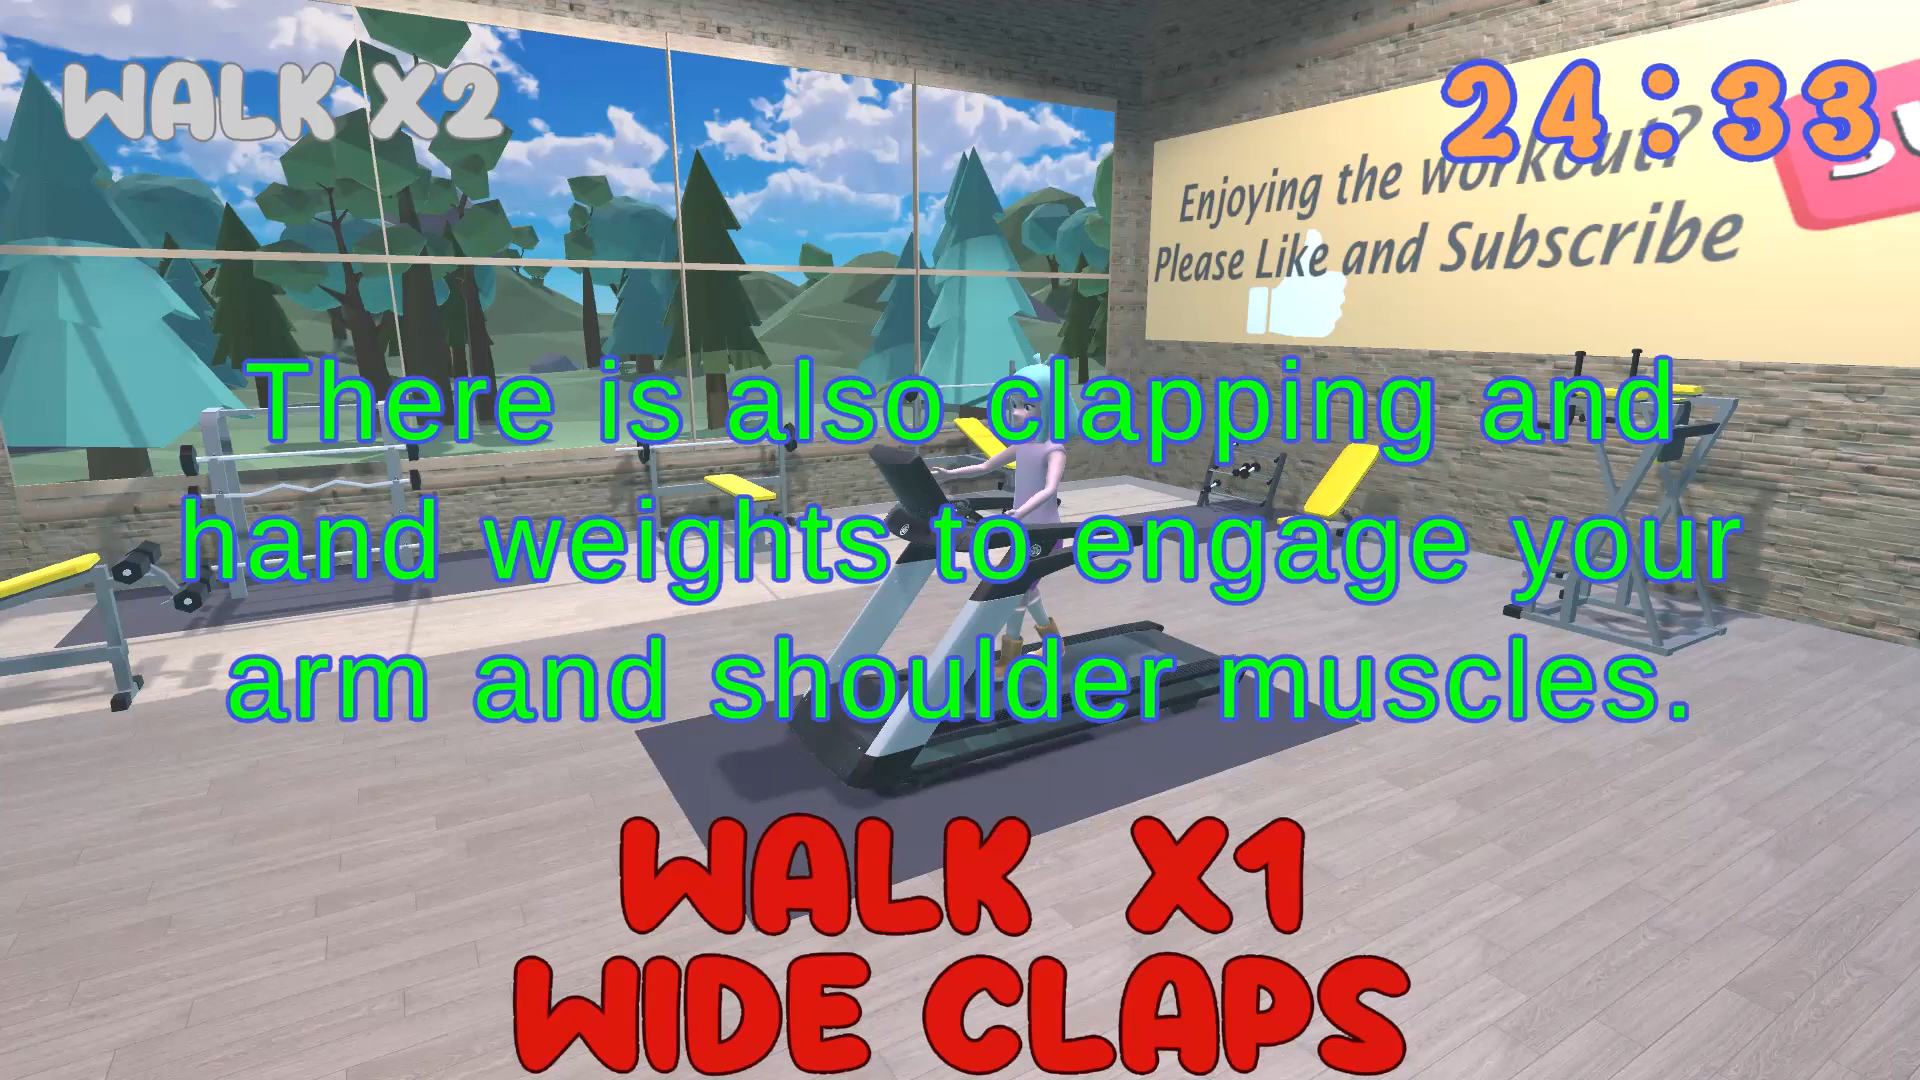 WALK X2
24:33
Enjoying the workout?
Please Like and Subscribe
There is also clapping and
hand weights to engage your
arm and shoulder muscles.
WALK X1
WIDE CLAPS